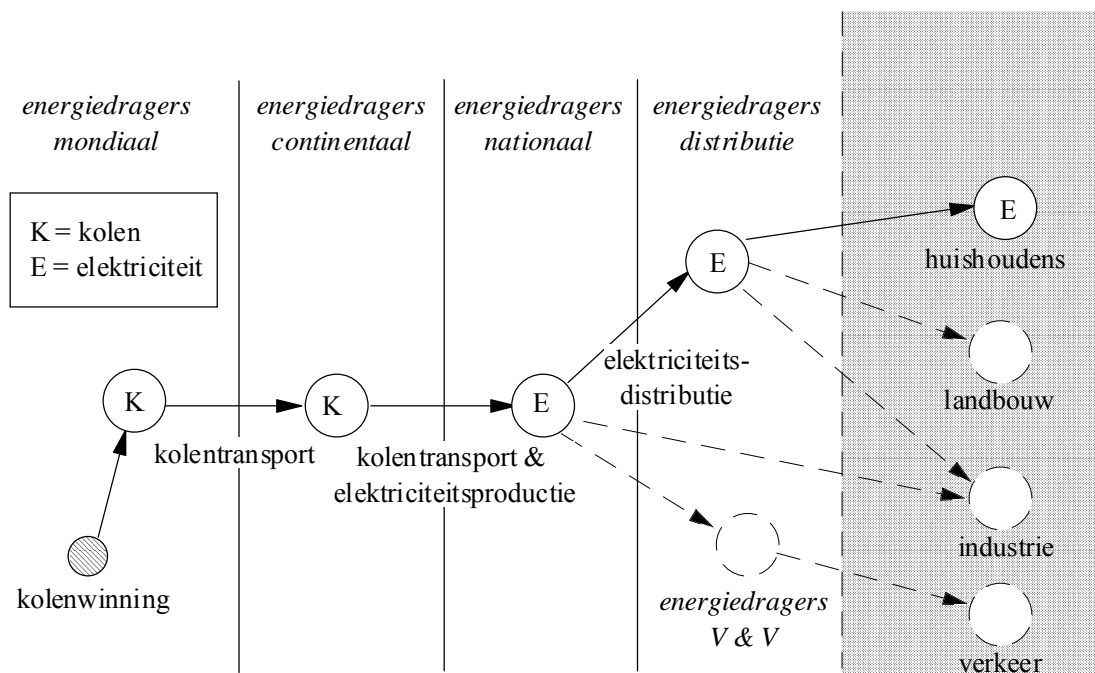 energiedragers
mondiaal
energiedragers
continentaal
energiedragers
nationaal
energiedragers
distributie
K = kolen
E = elektriciteit
E
huishoudens
E
landbouw
elektriciteits-
distributie
K
K
E
kolentransport
kolentransport &
elektriciteitsproductie
industrie
kolenwinning
energiedragers
V & V
verkeer